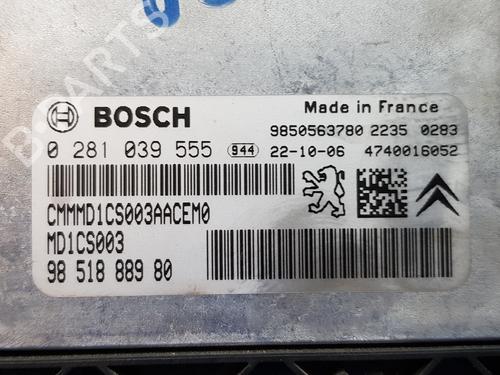 BOSCH
Made in France
9850563780 2235 0283
0 281 039 555 944 22-10-06 4740016052
CMMMD1CS003AACEM0
MD1CS003
98 518 889 80
B-PARTS